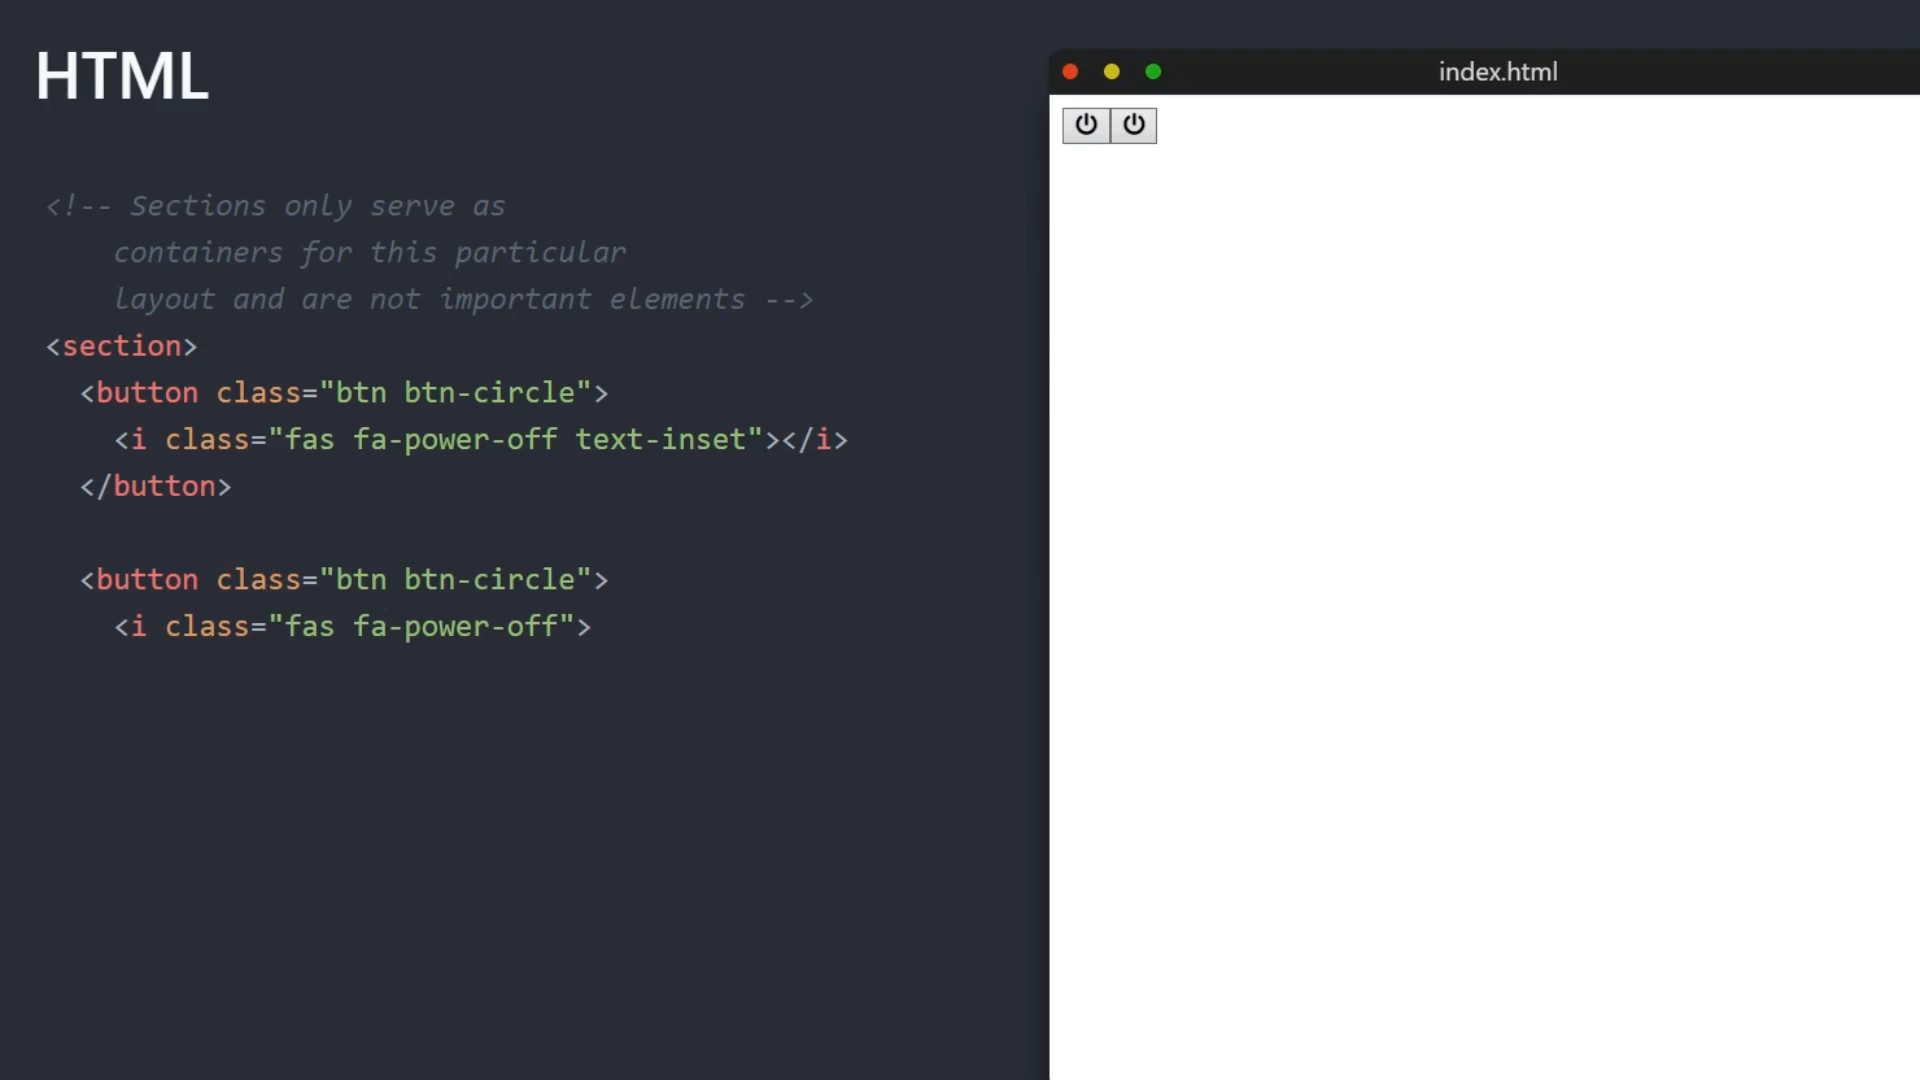 HTML
index.html
<!-- Sections only serve as
containers for this particular
layout and are not important elements -->
<section>
<button class="btn btn-circle">
<i class="fas fa-power-off text-inset"></i>
</button>
<button class="btn btn-circle">
<i class="fas fa-power-off">